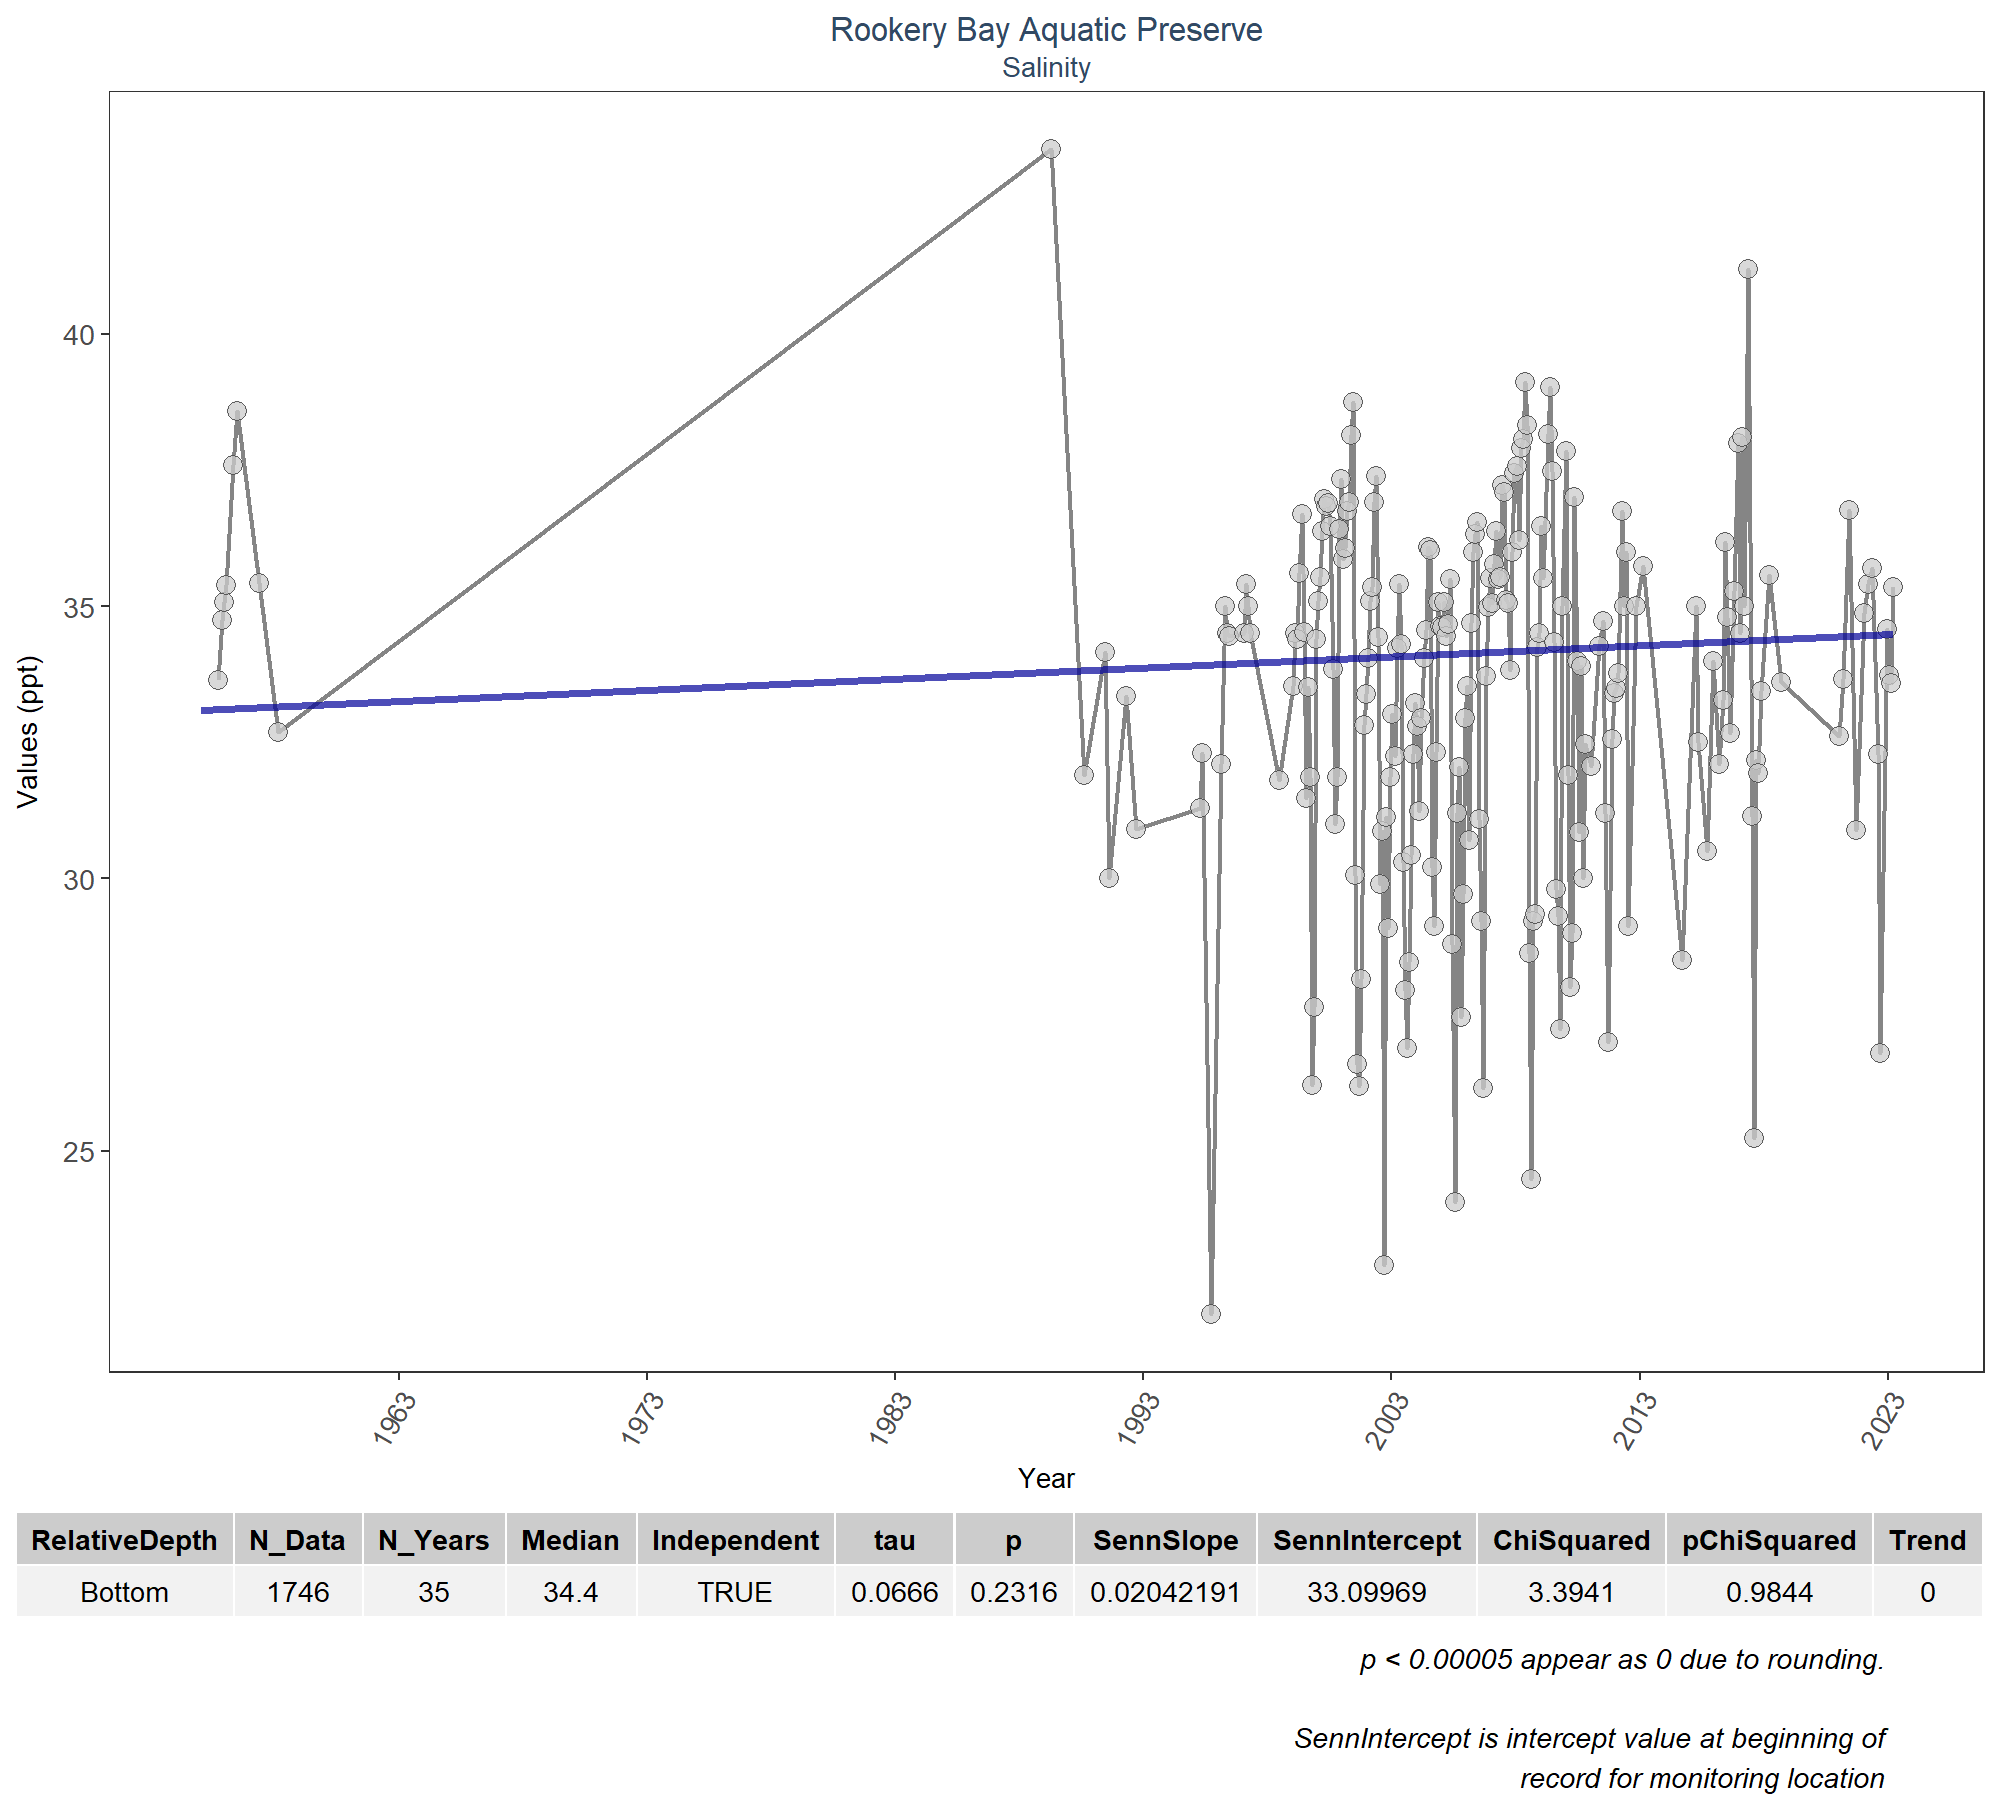 Rookery Bay Aquatic Preserve
Salinity
Values (ppt)
40
35
30
25
1963
1973
1983
1993
2003
2013
2023
Year
RelativeDepth N_Data N_Years Median Independent tau p SennSlope SennIntercept ChiSquared pChiSquared Trend
Bottom 1746 35 34.4 TRUE 0.0666 0.2316 0.02042191 33.09969 3.3941 0.9844 0
p < 0.00005 appear as 0 due to rounding.
SennIntercept is intercept value at beginning of
record for monitoring location